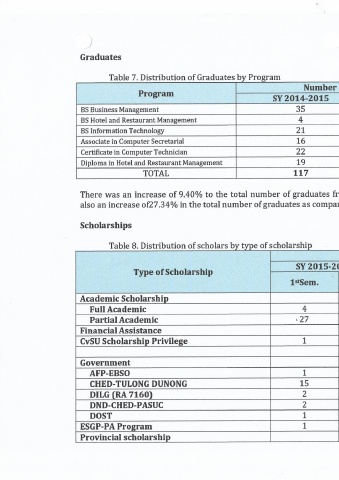 Graduates
Table 7. Distribution of Graduates by Program
Program Number
SY 2014-2015
BS Business Management 35
BS Hotel and Restaurant Management 4
BS Information Technology 21
Associate in Computer Secretarial 16
Certificate in Computer Technician 22
Diploma in Hotel and Restaurant Management 19
TOTAL 117
There was an increase of 9.40% to the total number of graduates fr
also an increase of27.34% in the total number of graduates as compa
Scholarships
Table 8. Distribution of scholars by type of scholarship
Type of Scholarship SY 2015-20
1stSem.
Academic Scholarship
Full Academic 4
Partial Academic 27
Financial Assistance
CvSU Scholarship Privilege 1
Government
AFP-EBSO 1
CHED-TULONG DUNONG 15
DILG (RA 7160) 2
DND-CHED-PASUC 2
DOST 1
ESGP-PA Program 1
Provincial scholarship